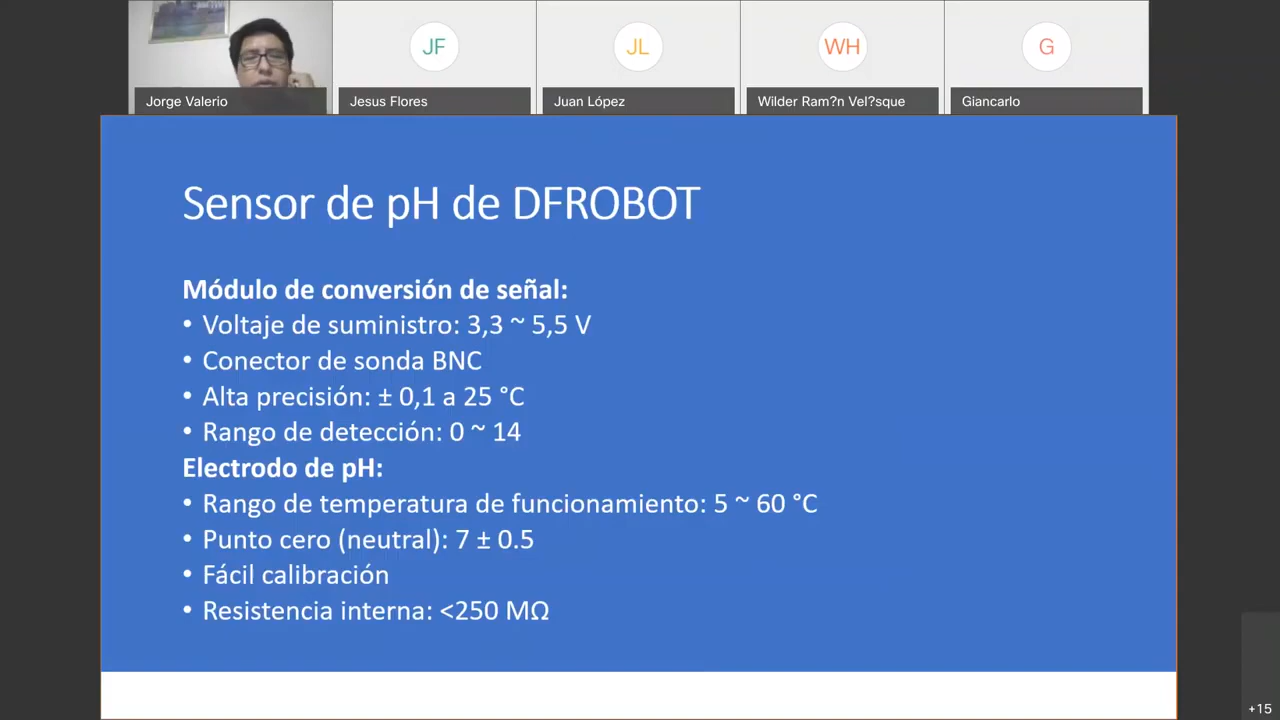 JF
JL
WH
G
Jorge Valerio
Jesus Flores
Juan López
Wilder Ram?n Vel?sque
Giancarlo
Sensor de pH de DFROBOT
Módulo de conversión de señal:
• Voltaje de suministro: 3,3 ~ 5,5 V
• Conector de sonda BNC
• Alta precisión: ± 0,1 a 25 °C
• Rango de detección: 0 ~ 14
Electrodo de pH:
• Rango de temperatura de funcionamiento: 5 ~ 60 °C
• Punto cero (neutral): 7 ± 0.5
• Fácil calibración
• Resistencia interna: <250 MΩ
+15